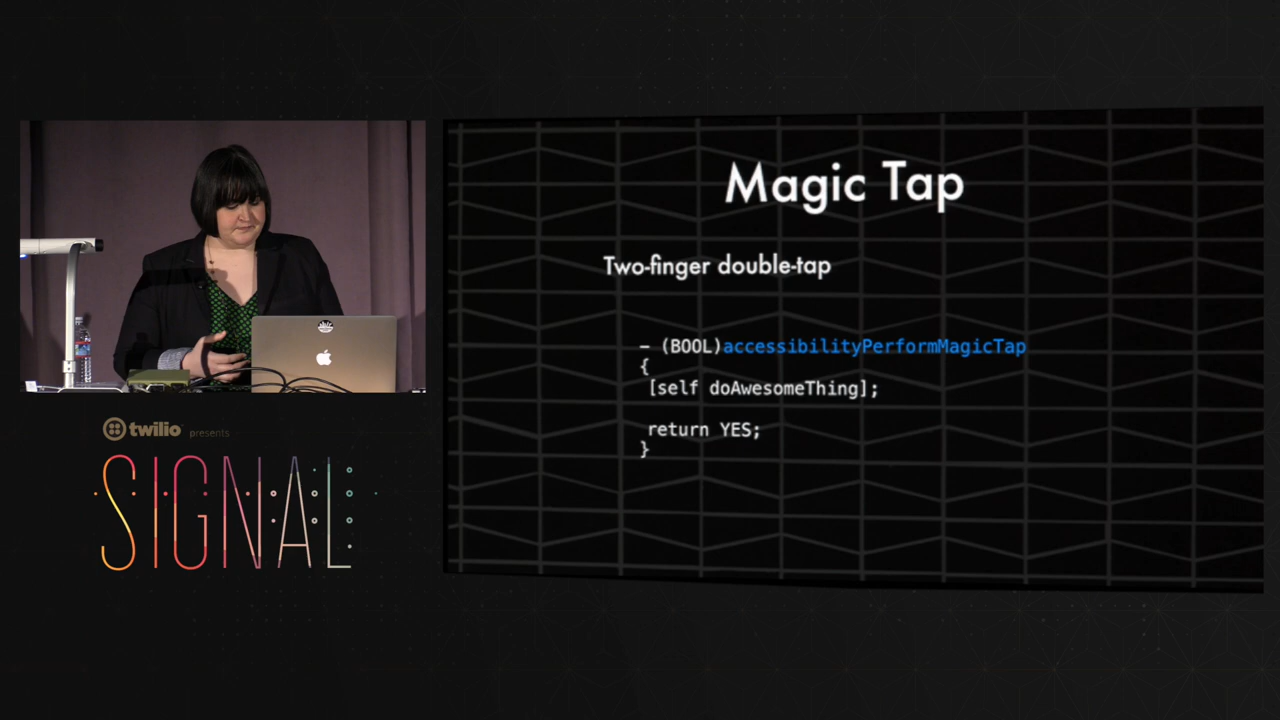 Magic Tap
Two-finger double-tap
– (BOOL)accessibilityPerformMagicTap
{
[self doAwesomeThing];
return YES;
}
twilio presents
SIGNAL